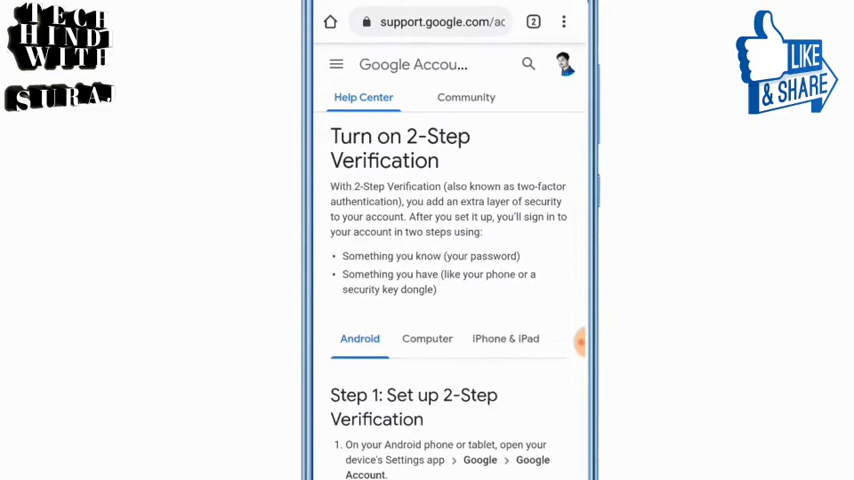 TECH
HINDI
WITH
SURAJ
support.google.com/ac
2
Google Accou...
Help Center
Community
Turn on 2-Step
Verification
With 2-Step Verification (also known as two-factor
authentication), you add an extra layer of security
to your account. After you set it up, you'll sign in to
your account in two steps using:
• Something you know (your password)
• Something you have (like your phone or a
security key dongle)
Android
Computer
iPhone & iPad
Step 1: Set up 2-Step
Verification
1. On your Android phone or tablet, open your
device's Settings app > Google > Google
Account.
LIKE
& SHARE